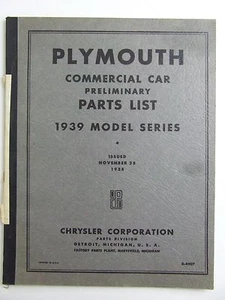 PLYMOUTH
COMMERCIAL CAR
PRELIMINARY
PARTS LIST
1939 MODEL SERIES
ISSUED
NOVEMBER 25
1938
CHRYSLER CORPORATION
PARTS DIVISION
DETROIT, MICHIGAN, U. S. A.
FACTORY PARTS PLANT, MARYSVILLE, MICHIGAN